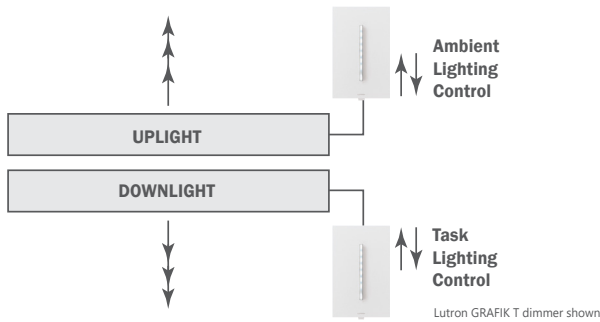 Ambient
Lighting
Control
UPLIGHT
DOWNLIGHT
Task
Lighting
Control
Lutron GRAFIK T dimmer shown